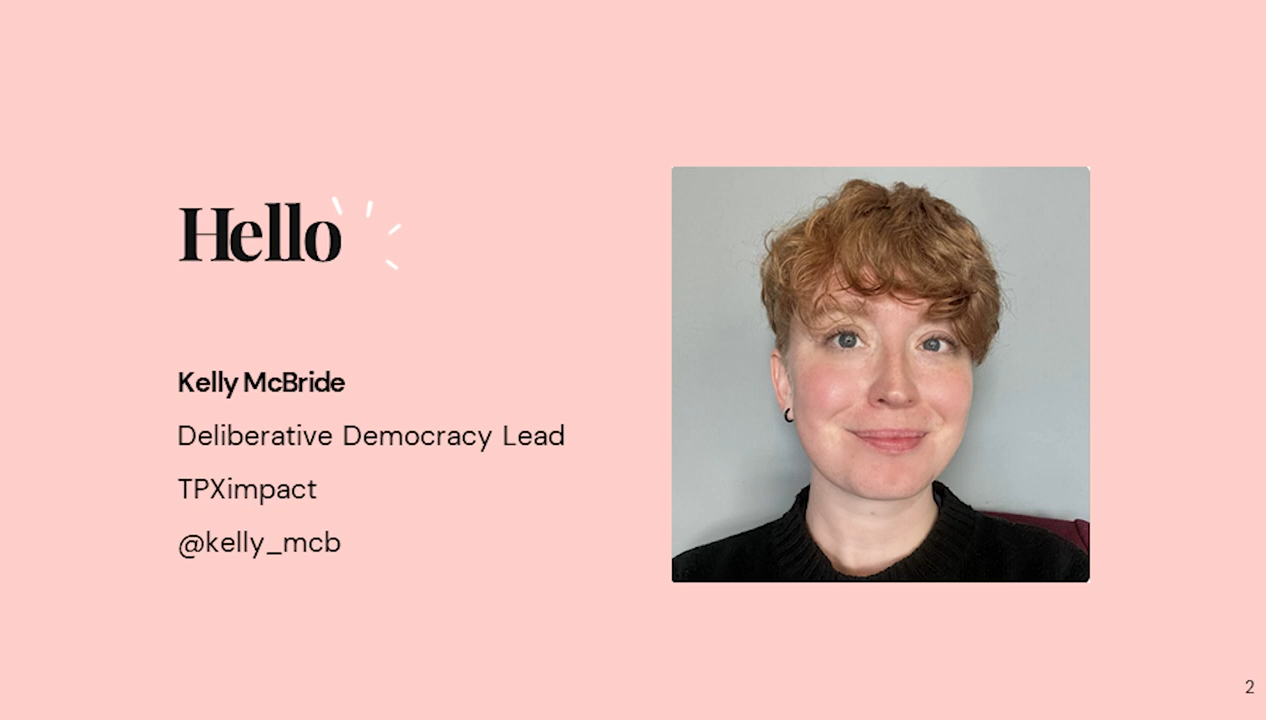 Hello
Kelly McBride
Deliberative Democracy Lead
TPXimpact
@kelly_mcb
2